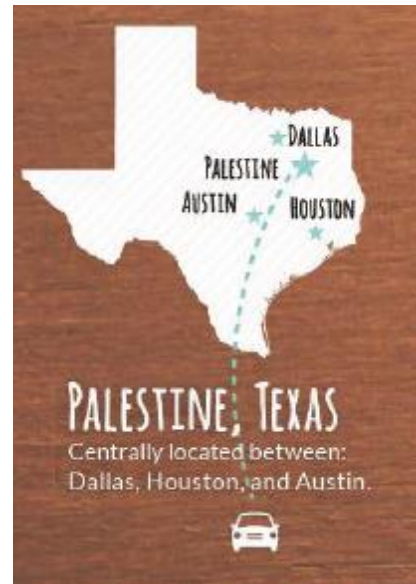 DALLAS
PALESTINE
AUSTIN
HOUSTON
PALESTINE, TEXAS
Centrally located between:
Dallas, Houston, and Austin.